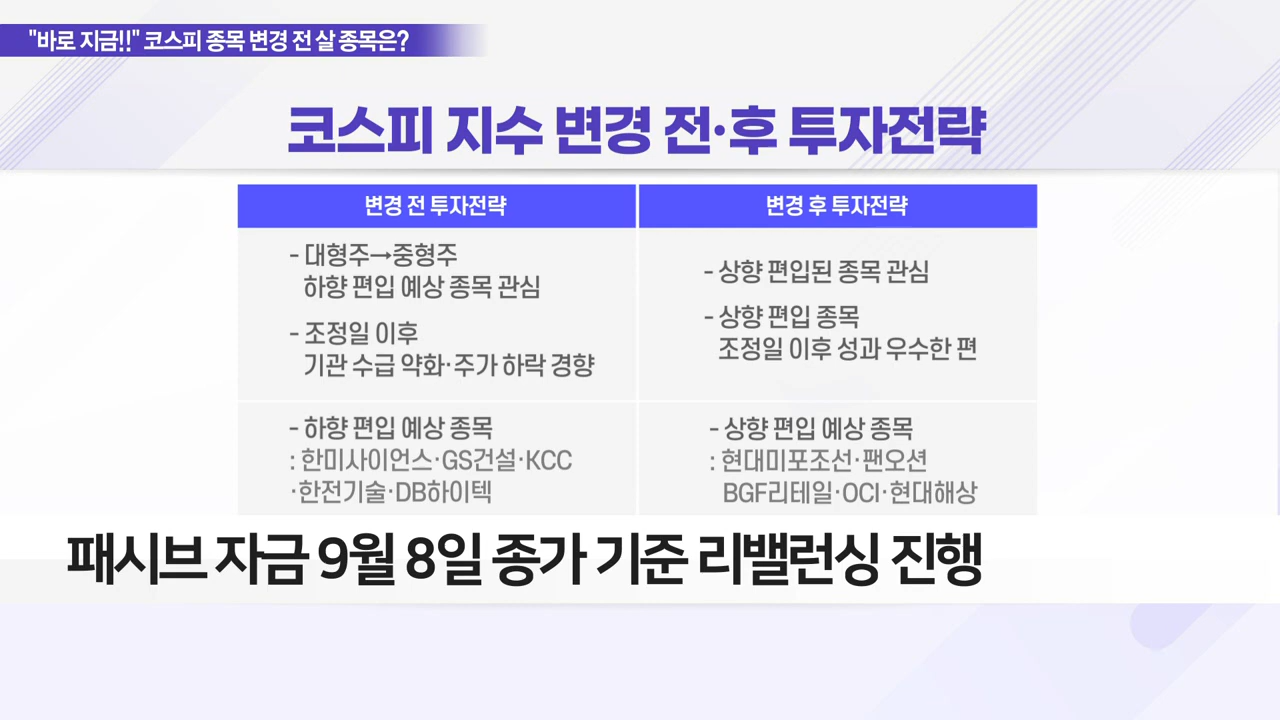 "바로 지금!!" 코스피 종목 변경 전 살 종목은?
코스피 지수 변경 전·후 투자전략
변경 전 투자전략
- 대형주→중형주
하향 편입 예상 종목 관심
- 조정일 이후
기관 수급 약화·주가 하락 경향
- 하향 편입 예상 종목
: 한미사이언스·GS건설·KCC
·한전기술·DB하이텍
변경 후 투자전략
- 상향 편입된 종목 관심
- 상향 편입 종목
조정일 이후 성과 우수한 편
- 상향 편입 예상 종목
: 현대미포조선·팬오션
BGF리테일·OCI·현대해상
패시브 자금 9월 8일 종가 기준 리밸런싱 진행